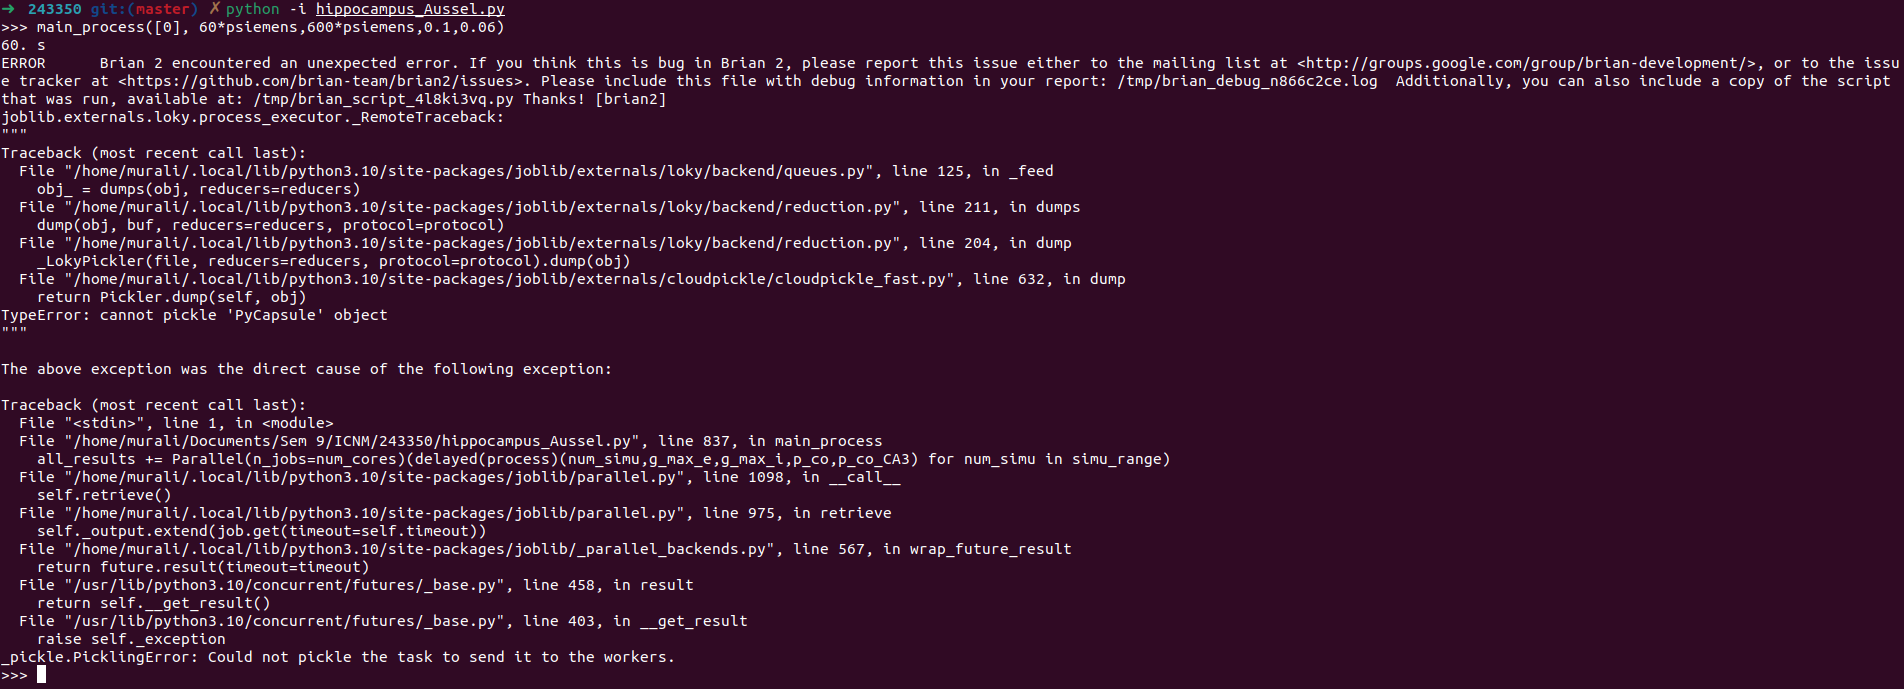 → 243350 git:(master) ✗ python -i hippocampus_Aussel.py
>>> main_process([0], 60*psiemens,600*psiemens,0.1,0.06)
60. s
ERROR      Brian 2 encountered an unexpected error. If you think this is bug in Brian 2, please report this issue either to the mailing list at <http://groups.google.com/group/brian-development/>, or to the issu
e tracker at <https://github.com/brian-team/brian2/issues>. Please include this file with debug information in your report: /tmp/brian_debug_n866c2ce.log  Additionally, you can also include a copy of the script
that was run, available at: /tmp/brian_script_4l8ki3vq.py Thanks! [brian2]
joblib.externals.loky.process_executor._RemoteTraceback:
"""
Traceback (most recent call last):
  File "/home/murali/.local/lib/python3.10/site-packages/joblib/externals/loky/backend/queues.py", line 125, in _feed
    obj_ = dumps(obj, reducers=reducers)
  File "/home/murali/.local/lib/python3.10/site-packages/joblib/externals/loky/backend/reduction.py", line 211, in dumps
    dump(obj, buf, reducers=reducers, protocol=protocol)
  File "/home/murali/.local/lib/python3.10/site-packages/joblib/externals/loky/backend/reduction.py", line 204, in dump
    _LokyPickler(file, reducers=reducers, protocol=protocol).dump(obj)
  File "/home/murali/.local/lib/python3.10/site-packages/joblib/externals/cloudpickle/cloudpickle_fast.py", line 632, in dump
    return Pickler.dump(self, obj)
TypeError: cannot pickle 'PyCapsule' object
"""

The above exception was the direct cause of the following exception:

Traceback (most recent call last):
  File "<stdin>", line 1, in <module>
  File "/home/murali/Documents/Sem 9/ICNM/243350/hippocampus_Aussel.py", line 837, in main_process
    all_results += Parallel(n_jobs=num_cores)(delayed(process)(num_simu,g_max_e,g_max_i,p_co,p_co_CA3) for num_simu in simu_range)
  File "/home/murali/.local/lib/python3.10/site-packages/joblib/parallel.py", line 1098, in __call__
    self.retrieve()
  File "/home/murali/.local/lib/python3.10/site-packages/joblib/parallel.py", line 975, in retrieve
    self._output.extend(job.get(timeout=self.timeout))
  File "/home/murali/.local/lib/python3.10/site-packages/joblib/_parallel_backends.py", line 567, in wrap_future_result
    return future.result(timeout=timeout)
  File "/usr/lib/python3.10/concurrent/futures/_base.py", line 458, in result
    return self.__get_result()
  File "/usr/lib/python3.10/concurrent/futures/_base.py", line 403, in __get_result
    raise self._exception
_pickle.PicklingError: Could not pickle the task to send it to the workers.
>>>